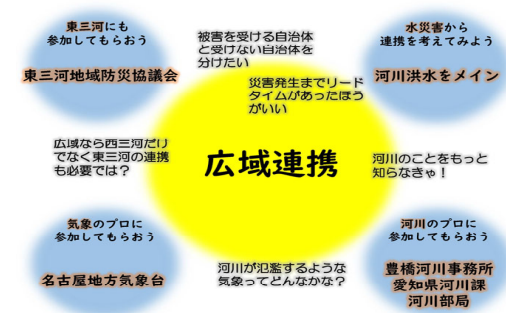 東三河にも
参加してもらおう
東三河地域防災協議会
被害を受ける自治体
と受けない自治体を
分けたい
災害発生までリード
タイムがあったほう
がいい
水災害から
連携を考えてみよう
河川洪水をメイン
広域なら西三河だけ
でなく東三河の連携
も必要では？
広域連携
河川のことをもっと
知らなきゃ！
気象のプロに
参加してもらおう
名古屋地方気象台
河川が氾濫するような
気象ってどんなかな？
河川のプロに
参加してもらおう
豊橋河川事務所
愛知県河川課
河川部局